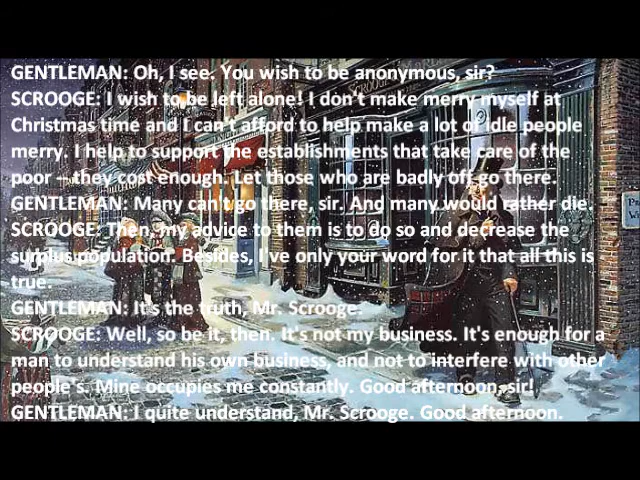 GENTLEMAN: Oh, I see. You wish to be anonymous, sir?
SCROOGE: I wish to be left alone! I don't make merry myself at
Christmas time and I can't afford to help make a lot of idle people
merry. I help to support the establishments that take care of the
poor – they cost enough. Let those who are badly off go there.
GENTLEMAN: Many can't go there, sir. And many would rather die.
SCROOGE: Then, my advice to them is to do so and decrease the
surplus population. Besides, I've only your word for it that all this is
true.
GENTLEMAN: It's the truth, Mr. Scrooge.
SCROOGE: Well, so be it, then. It's not my business. It's enough for a
man to understand his own business, and not to interfere with other
people's. Mine occupies me constantly. Good afternoon, sir!
GENTLEMAN: I quite understand, Mr. Scrooge. Good afternoon.
SCROOGE